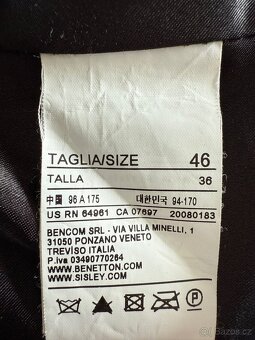 TAGLIA/SIZE 46
TALLA 36
中国 96 A 175 대한민국 94-170
US RN 64961 CA 07697 20080183
BENCOM SRL - VIA VILLA MINELLI, 1
31050 PONZANO VENETO
TREVISO ITALIA
P.iva 03490770264
WWW.BENETTON.COM
WWW.SISLEY.COM
P
sbazar.cz